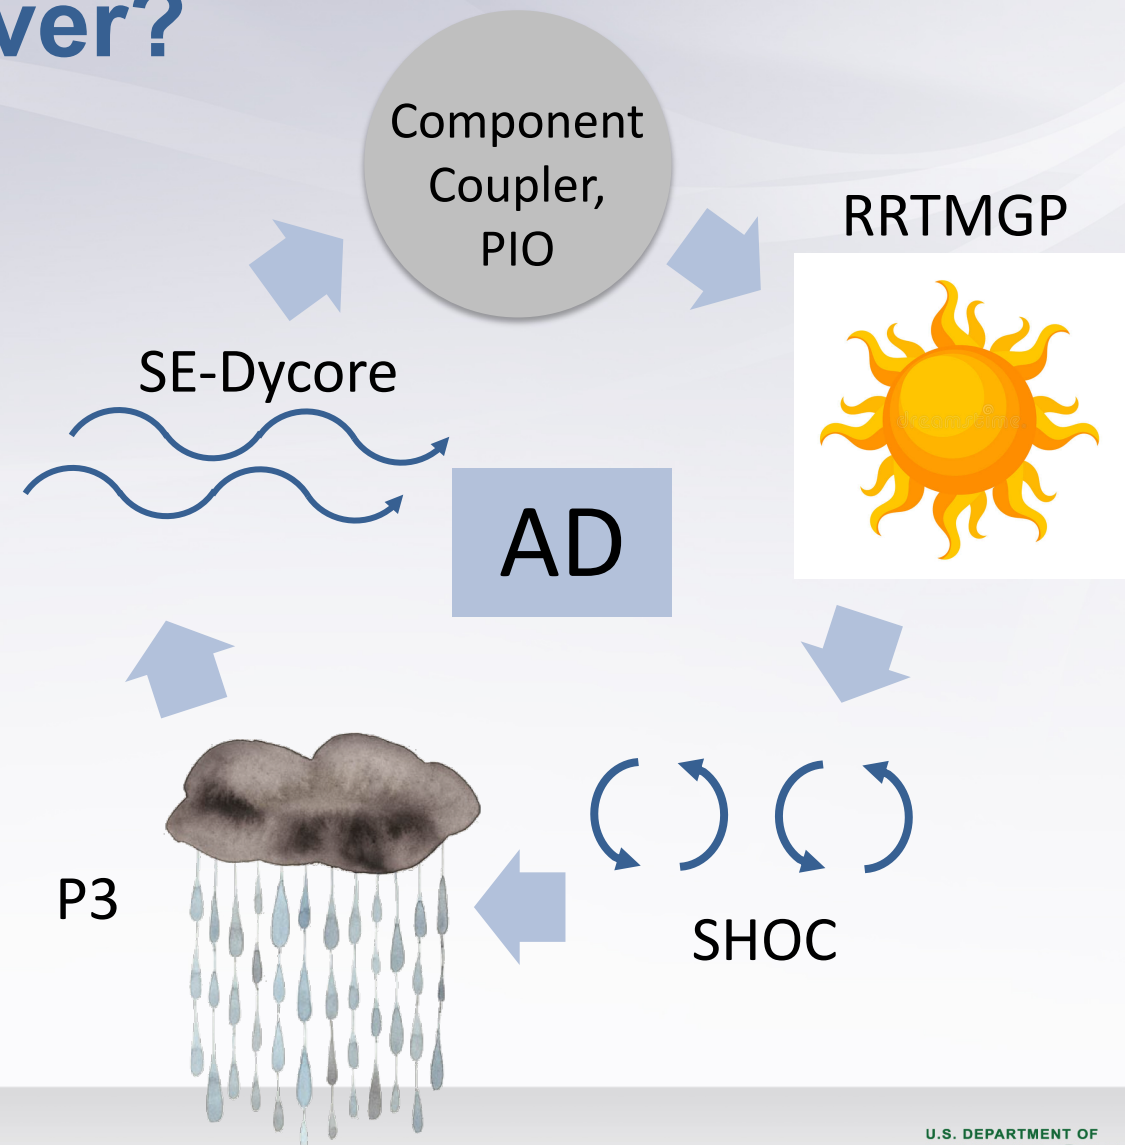 ver?
Component
Coupler,
PIO
RRTMGP
SE-Dycore
AD
P3
SHOC
U.S. DEPARTMENT OF